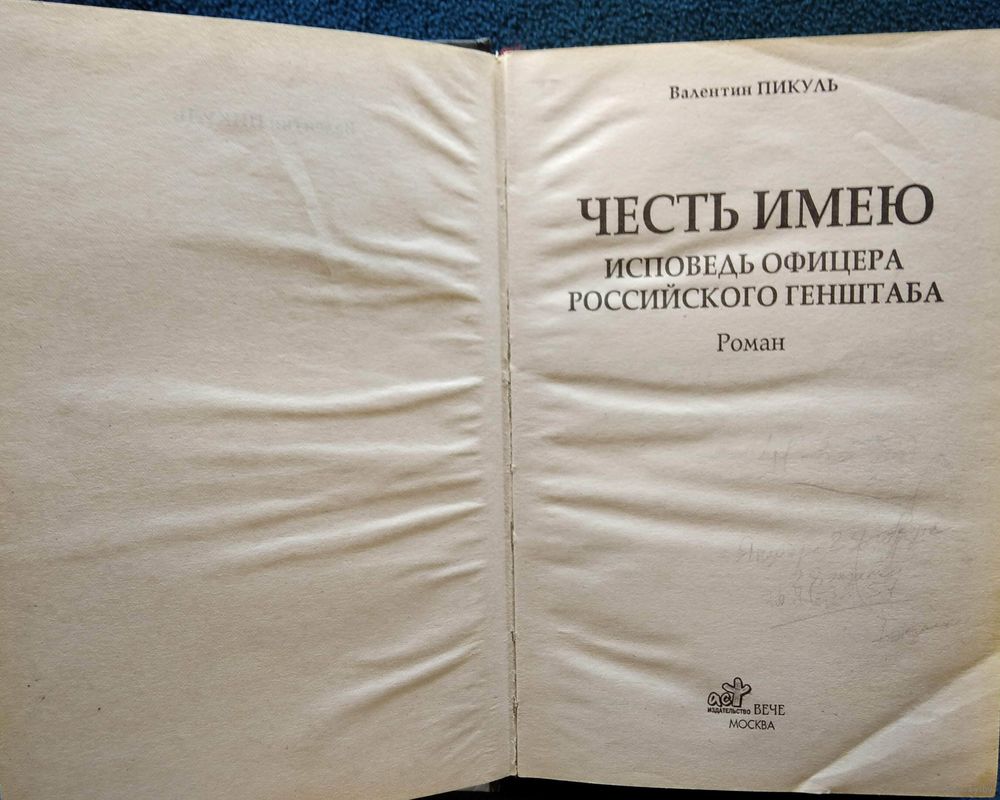 Валентин ПИКУЛЬ
ЧЕСТЬ ИМЕЮ
ИСПОВЕДЬ ОФИЦЕРА
РОССИЙСКОГО ГЕНШТАБА
Роман
аст
ИЗДАТЕЛЬСТВО ВЕЧЕ
МОСКВА